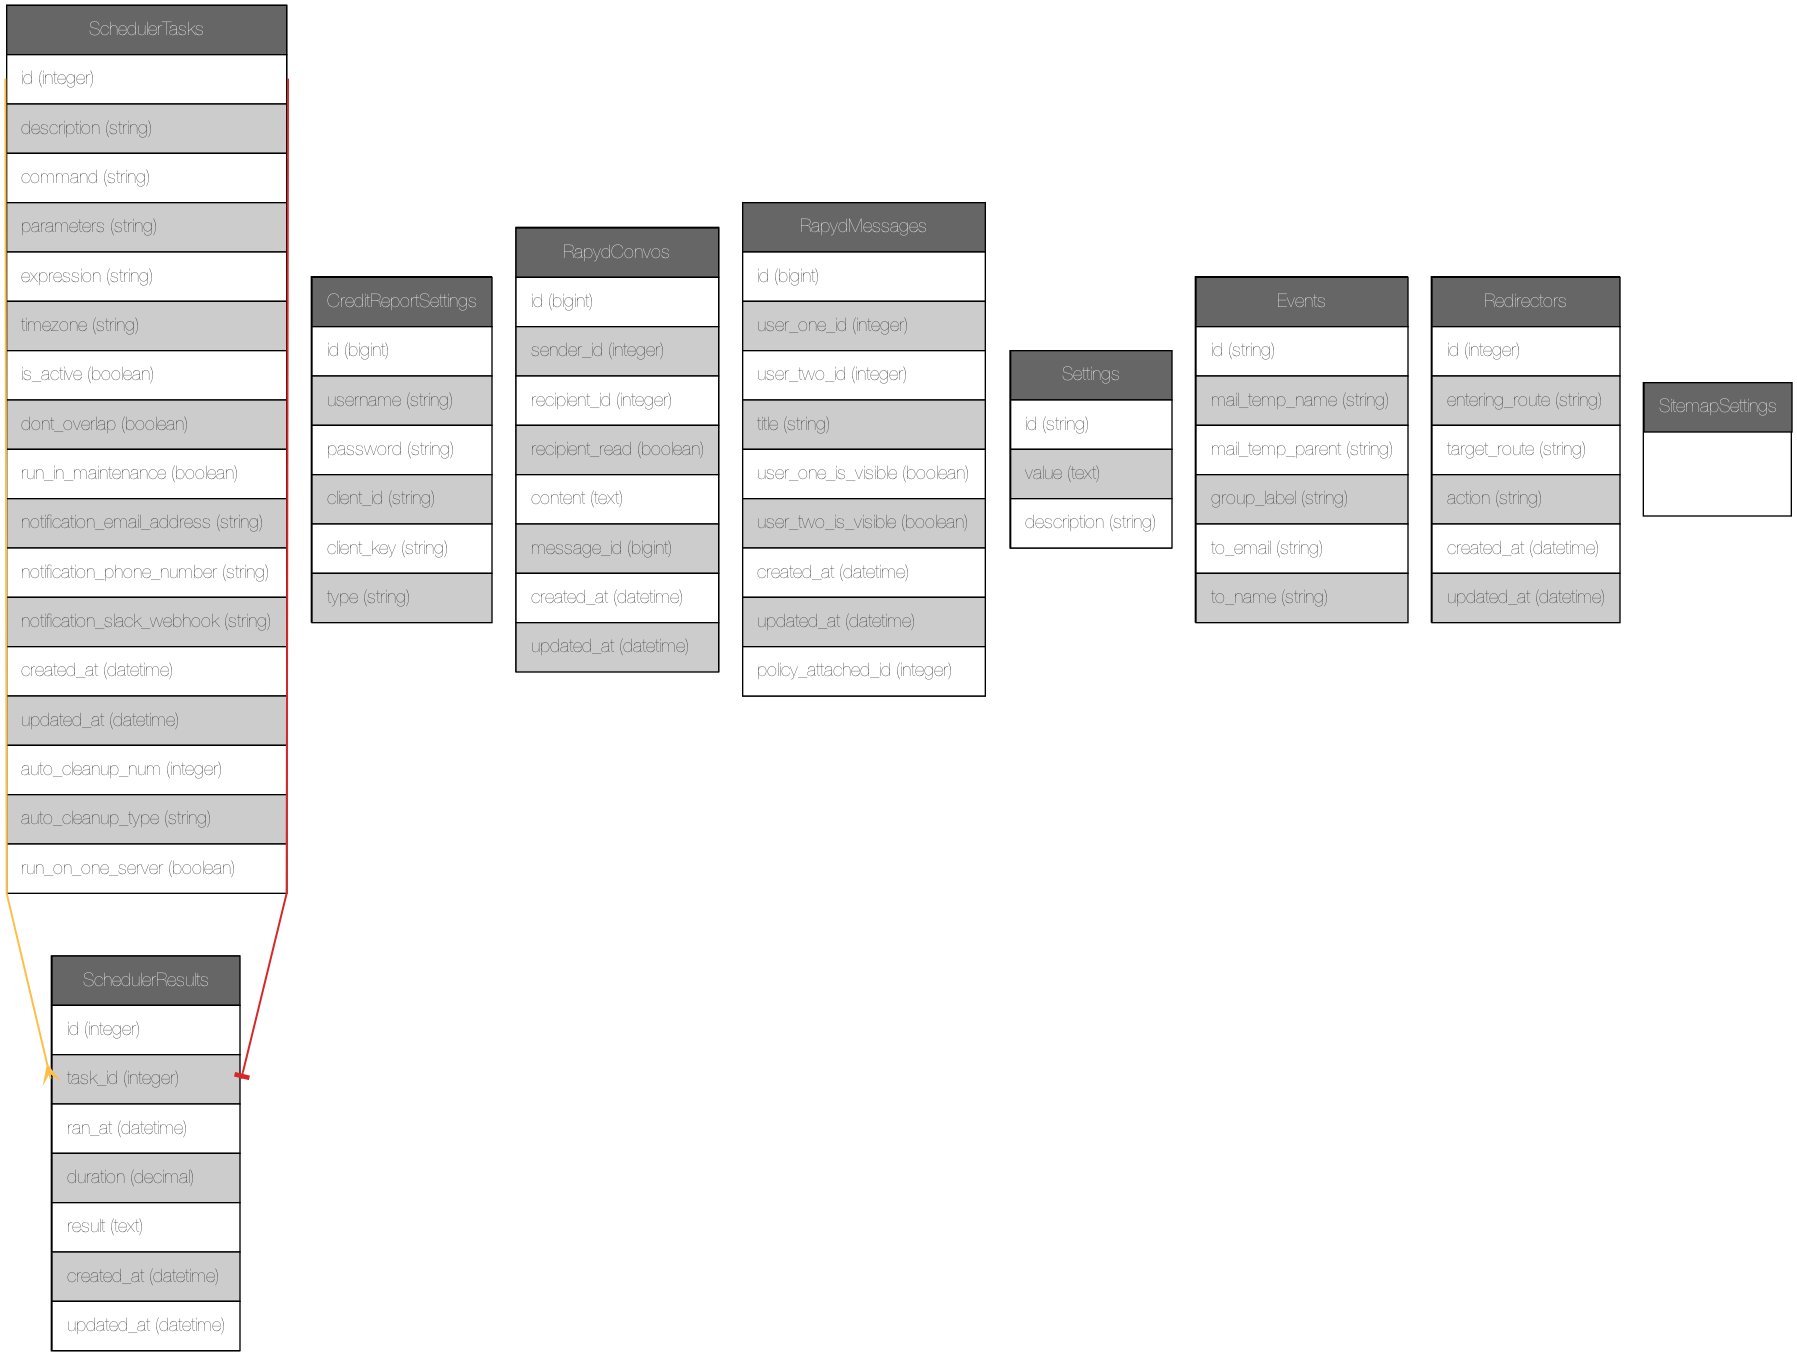 SchedulerTasks
id (integer)
description (string)
command (string)
parameters (string)
expression (string)
timezone (string)
is_active (boolean)
dont_overlap (boolean)
run_in_maintenance (boolean)
notification_email_address (string)
notification_phone_number (string)
notification_slack_webhook (string)
created_at (datetime)
updated_at (datetime)
auto_cleanup_num (integer)
auto_cleanup_type (string)
run_on_one_server (boolean)
SchedulerResults
id (integer)
task_id (integer)
ran_at (datetime)
duration (decimal)
result (text)
created_at (datetime)
updated_at (datetime)
CreditReportSettings
id (bigint)
username (string)
password (string)
client_id (string)
client_key (string)
type (string)
RapydConvos
id (bigint)
sender_id (integer)
recipient_id (integer)
recipient_read (boolean)
content (text)
message_id (bigint)
created_at (datetime)
updated_at (datetime)
RapydMessages
id (bigint)
user_one_id (integer)
user_two_id (integer)
title (string)
user_one_is_visible (boolean)
user_two_is_visible (boolean)
created_at (datetime)
updated_at (datetime)
policy_attached_id (integer)
Settings
id (string)
value (text)
description (string)
Events
id (string)
mail_temp_name (string)
mail_temp_parent (string)
group_label (string)
to_email (string)
to_name (string)
Redirectors
id (integer)
entering_route (string)
target_route (string)
action (string)
created_at (datetime)
updated_at (datetime)
SitemapSettings